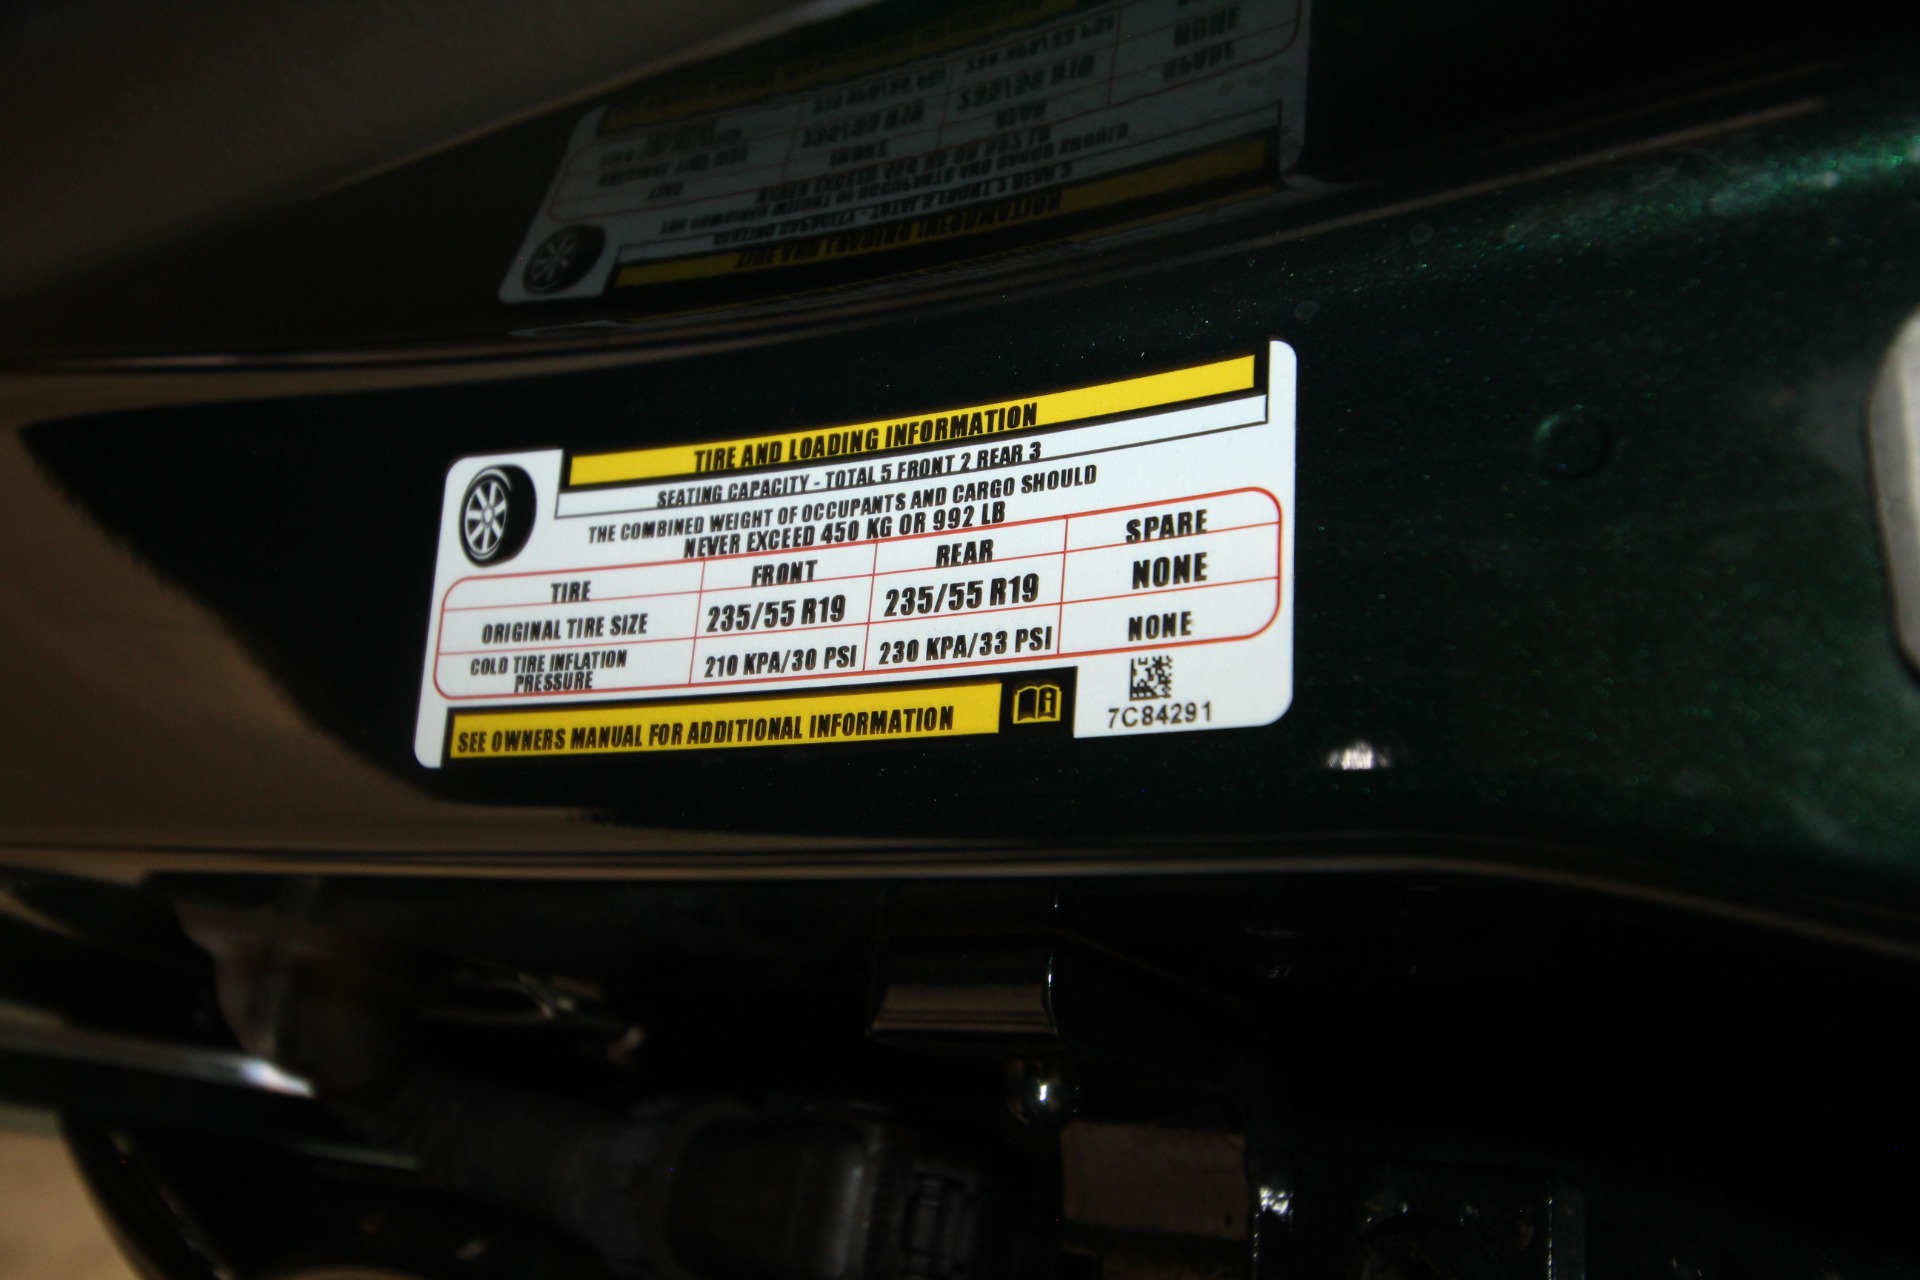 TIRE AND LOADING INFORMATION
SEATING CAPACITY - TOTAL 5 FRONT 2 REAR 3
THE COMBINED WEIGHT OF OCCUPANTS AND CARGO SHOULD
NEVER EXCEED 450 KG OR 992 LB
TIRE FRONT REAR SPARE
ORIGINAL TIRE SIZE 235/55 R19 235/55 R19 NONE
COLD TIRE INFLATION
PRESSURE 210 KPA/30 PSI 230 KPA/33 PSI NONE
SEE OWNERS MANUAL FOR ADDITIONAL INFORMATION
7C84291